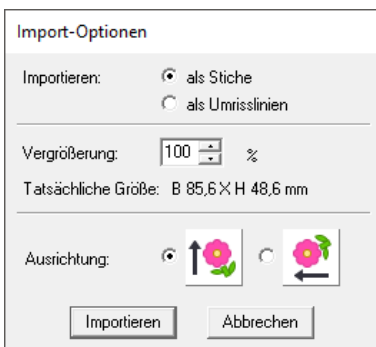 Import-Optionen
Importieren: als Stiche
als Umrisslinien
Vergrößerung: 100 %
Tatsächliche Größe: B 85,6 X H 48,6 mm
Ausrichtung:
Importieren Abbrechen